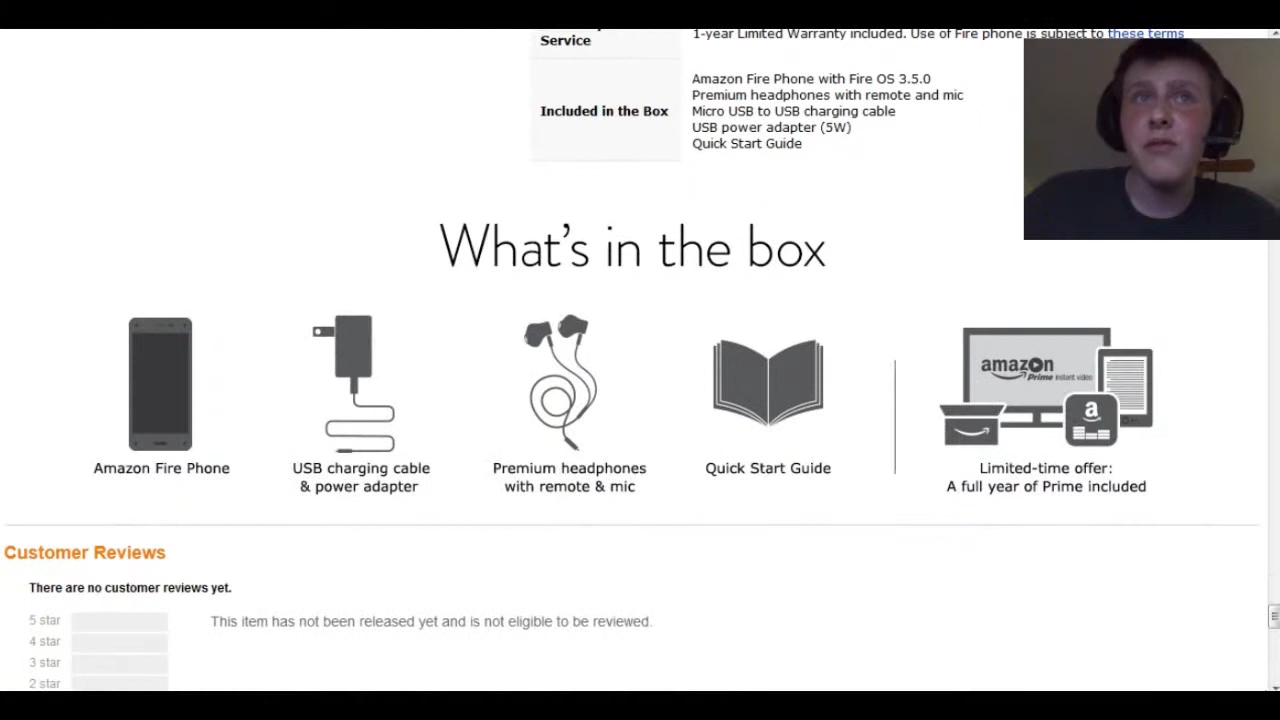 Service
1-year Limited Warranty included. Use of Fire phone is subject to these terms
Included in the Box
Amazon Fire Phone with Fire OS 3.5.0
Premium headphones with remote and mic
Micro USB to USB charging cable
USB power adapter (5W)
Quick Start Guide
What's in the box
amazon
Prime instant video
a
Amazon Fire Phone
USB charging cable
& power adapter
Premium headphones
with remote & mic
Quick Start Guide
Limited-time offer:
A full year of Prime included
Customer Reviews
There are no customer reviews yet.
5 star
4 star
3 star
2 star
This item has not been released yet and is not eligible to be reviewed.